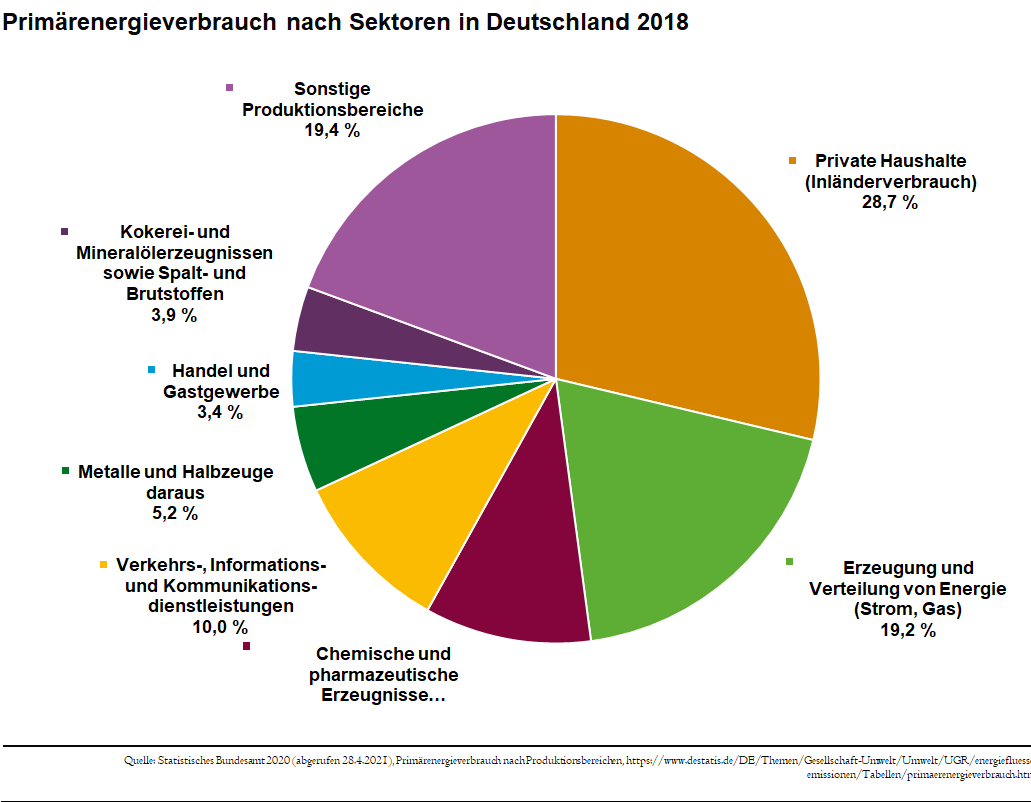 Primärenergieverbrauch nach Sektoren in Deutschland 2018
Sonstige
Produktionsbereiche
19,4 %
Private Haushalte
(Inländerverbrauch)
28,7 %
Kokerei- und
Mineralölerzeugnissen
sowie Spalt- und
Brutstoffen
3,9 %
Handel und
Gastgewerbe
3,4 %
Metalle und Halbzeuge
daraus
5,2 %
Verkehrs-, Informations-
und Kommunikations-
dienstleistungen
10,0 %
Erzeugung und
Verteilung von Energie
(Strom, Gas)
19,2 %
Chemische und
pharmazeutische
Erzeugnisse…
Quelle: Statistisches Bundesamt 2020 (abgerufen 28.4.2021), Primärenergieverbrauch nach Produktionsbereichen, https://www.destatis.de/DE/Themen/Gesellschaft-Umwelt/Umwelt/UGR/energiefluesse
emissionen/Tabellen/primaerenergieverbrauch.htm